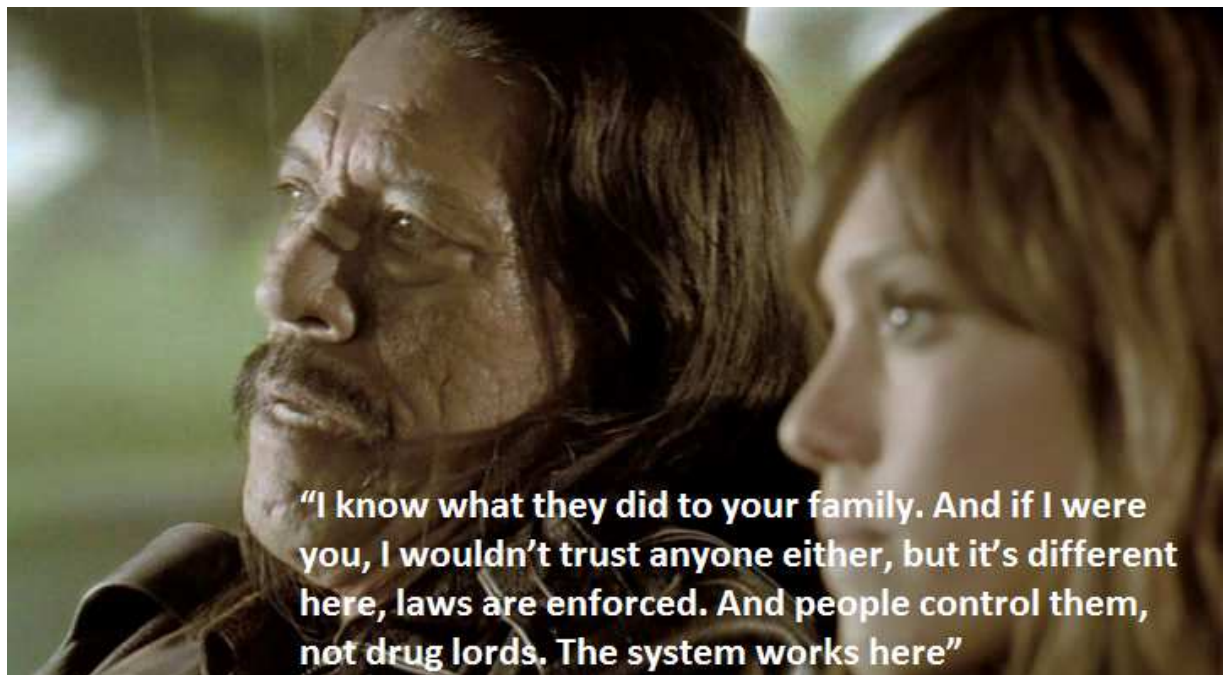 “I know what they did to your family. And if I were
you, I wouldn’t trust anyone either, but it’s different
here, laws are enforced. And people control them,
not drug lords. The system works here”